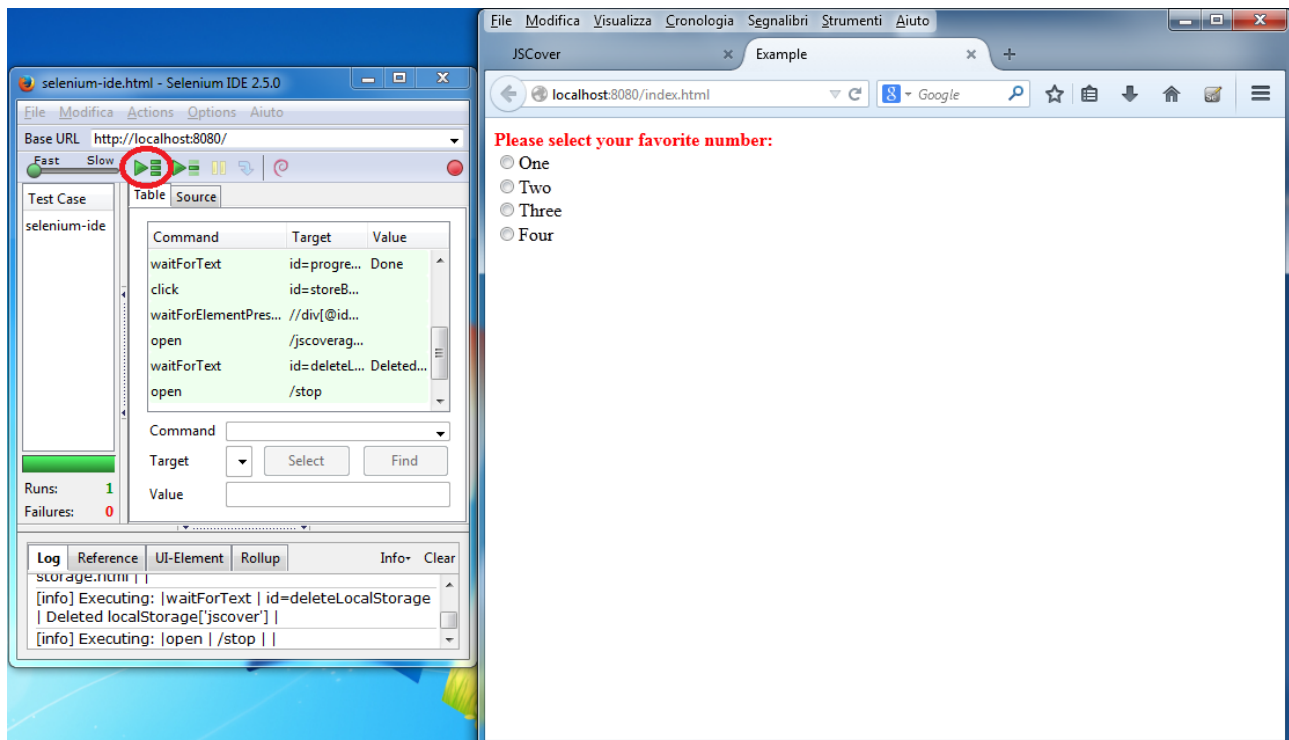 selenium-ide.html - Selenium IDE 2.5.0
File Modifica Actions Options Aiuto
Base URL http://localhost:8080/
Fast Slow
Test Case
selenium-ide
Table Source
Command Target Value
waitForText id=progre... Done
click id=storeB...
waitForElementPres... //div[@id...
open /jscoverag...
waitForText id=deleteL... Deleted...
open /stop
Command
Target Select Find
Value
Runs: 1
Failures: 0
Log Reference UI-Element Rollup Info Clear
storage.html | |
[info] Executing: |waitForText | id=deleteLocalStorage
| Deleted localStorage['jscover'] |
[info] Executing: |open | /stop | |
File Modifica Visualizza Cronologia Segnalibri Strumenti Aiuto
JSCover Example
localhost:8080/index.html
8 Google
Please select your favorite number:
One
Two
Three
Four